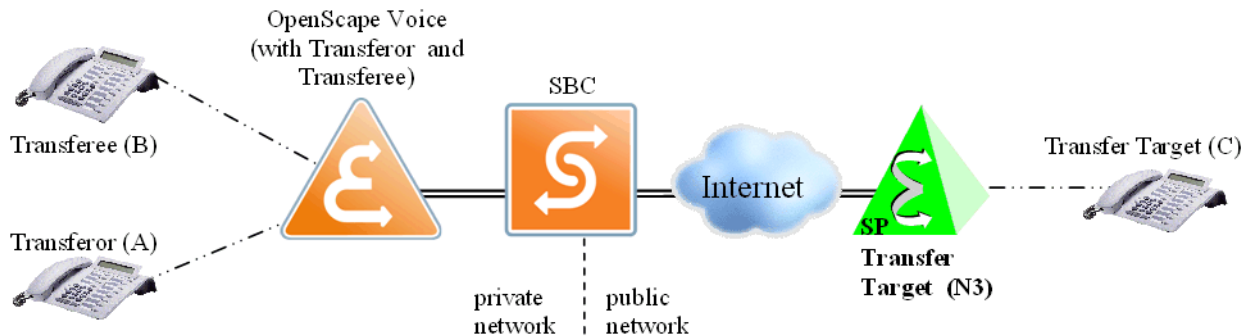 OpenScape Voice
(with Transferor and
Transferee)
SBC
Transferee (B)
Transfer Target (C)
Internet
Transferor (A)
SP
Transfer
Target (N3)
private
network
public
network